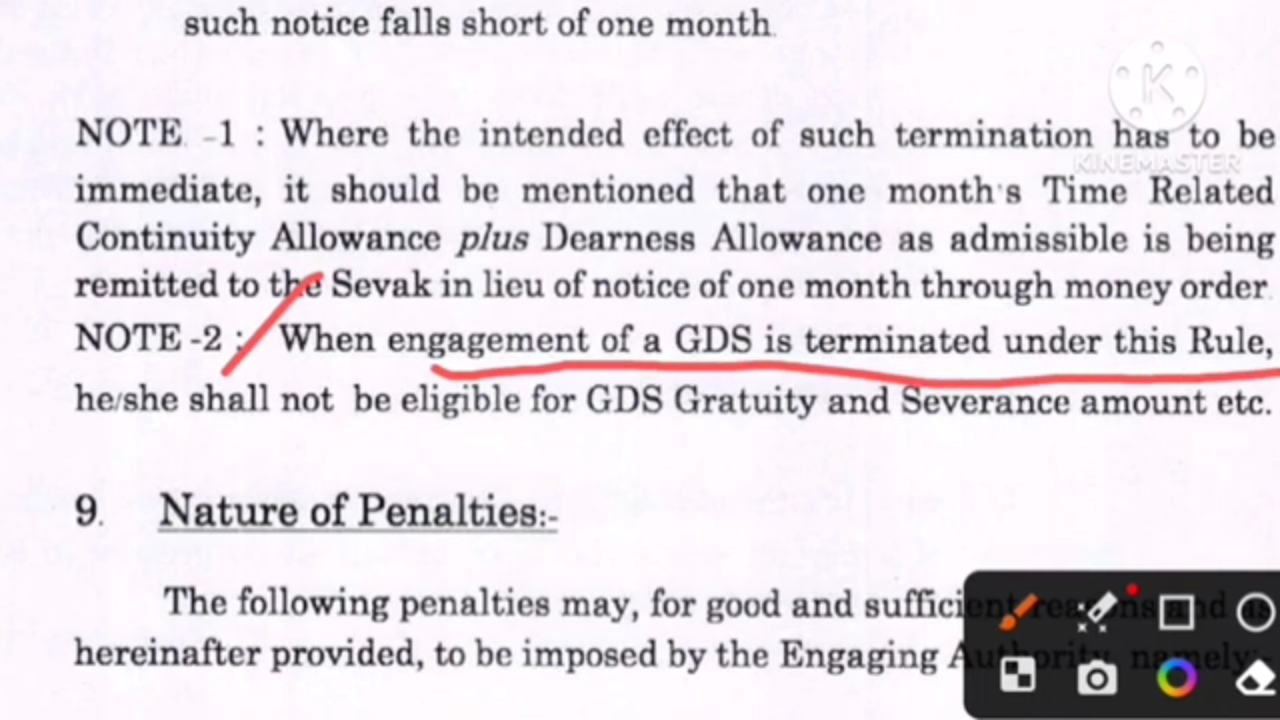 such notice falls short of one month.
KINEMASTER
NOTE -1 : Where the intended effect of such termination has to be
immediate, it should be mentioned that one month's Time Related
Continuity Allowance plus Dearness Allowance as admissible is being
remitted to the Sevak in lieu of notice of one month through money order.
NOTE -2 : When engagement of a GDS is terminated under this Rule,
he/she shall not be eligible for GDS Gratuity and Severance amount etc.
9. Nature of Penalties:-
The following penalties may, for good and sufficient reasons and as
hereinafter provided, to be imposed by the Engaging Authority, namely:-